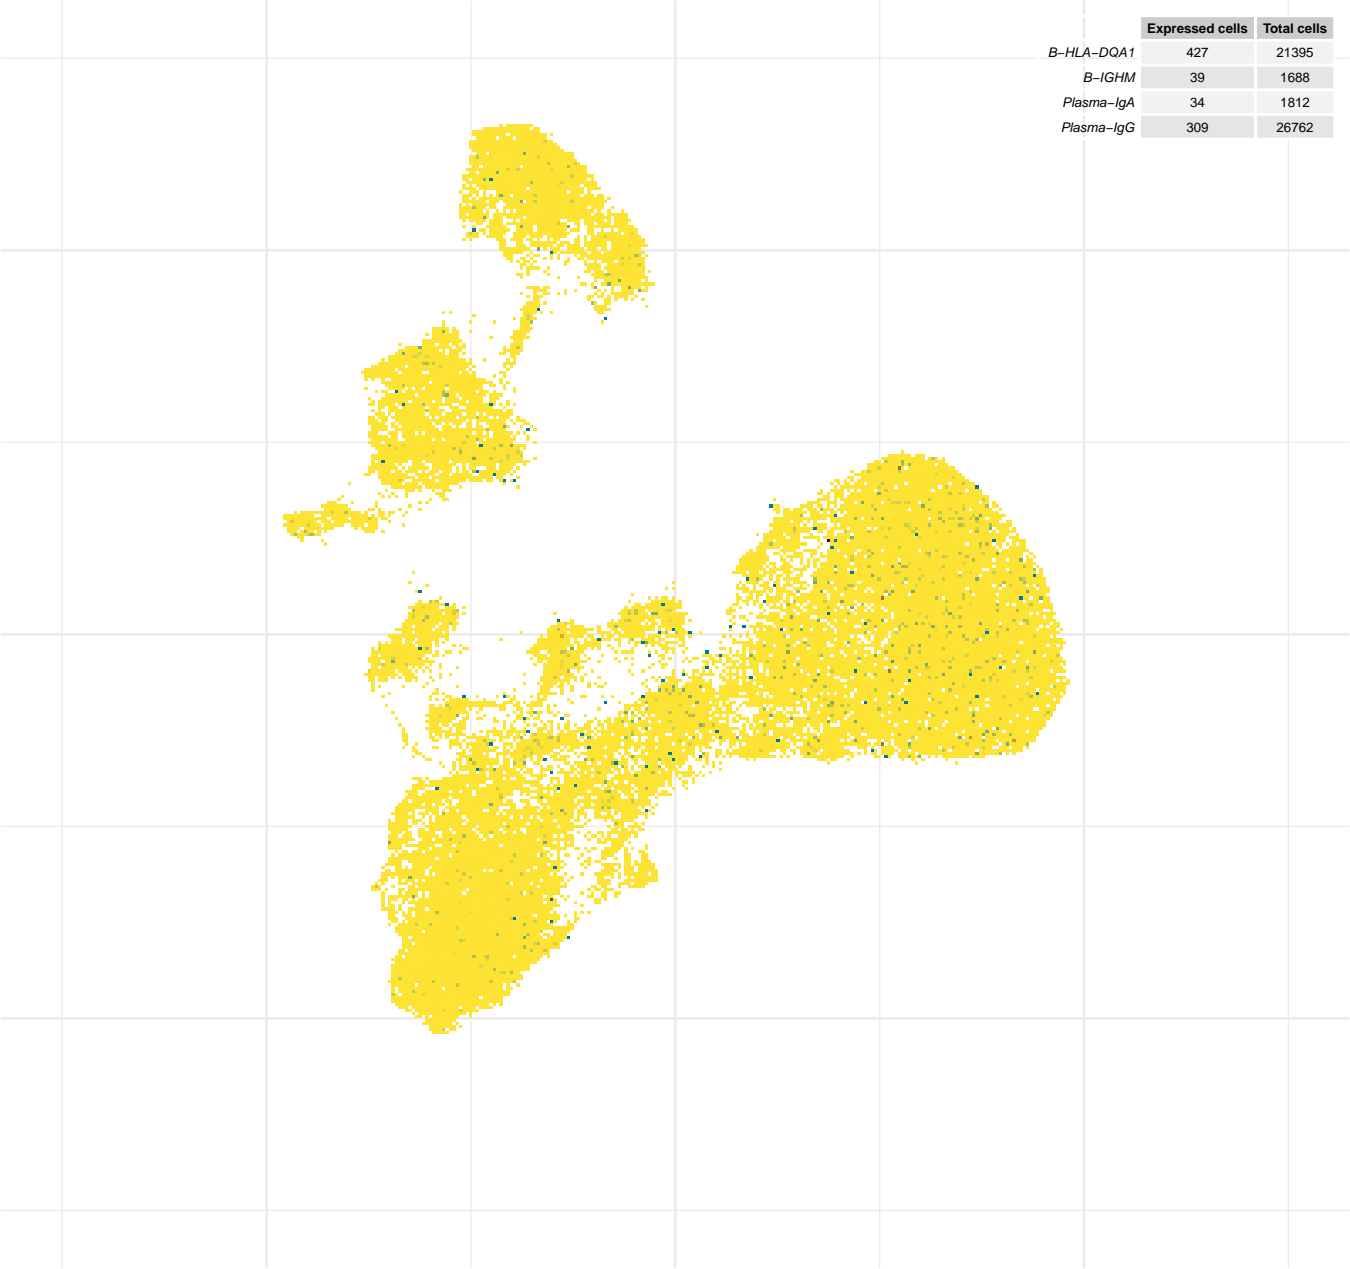 Expressed cells Total cells
B−HLA−DQA1 427 21395
B−IGHM 39 1688
Plasma−IgA 34 1812
Plasma−IgG 309 26762